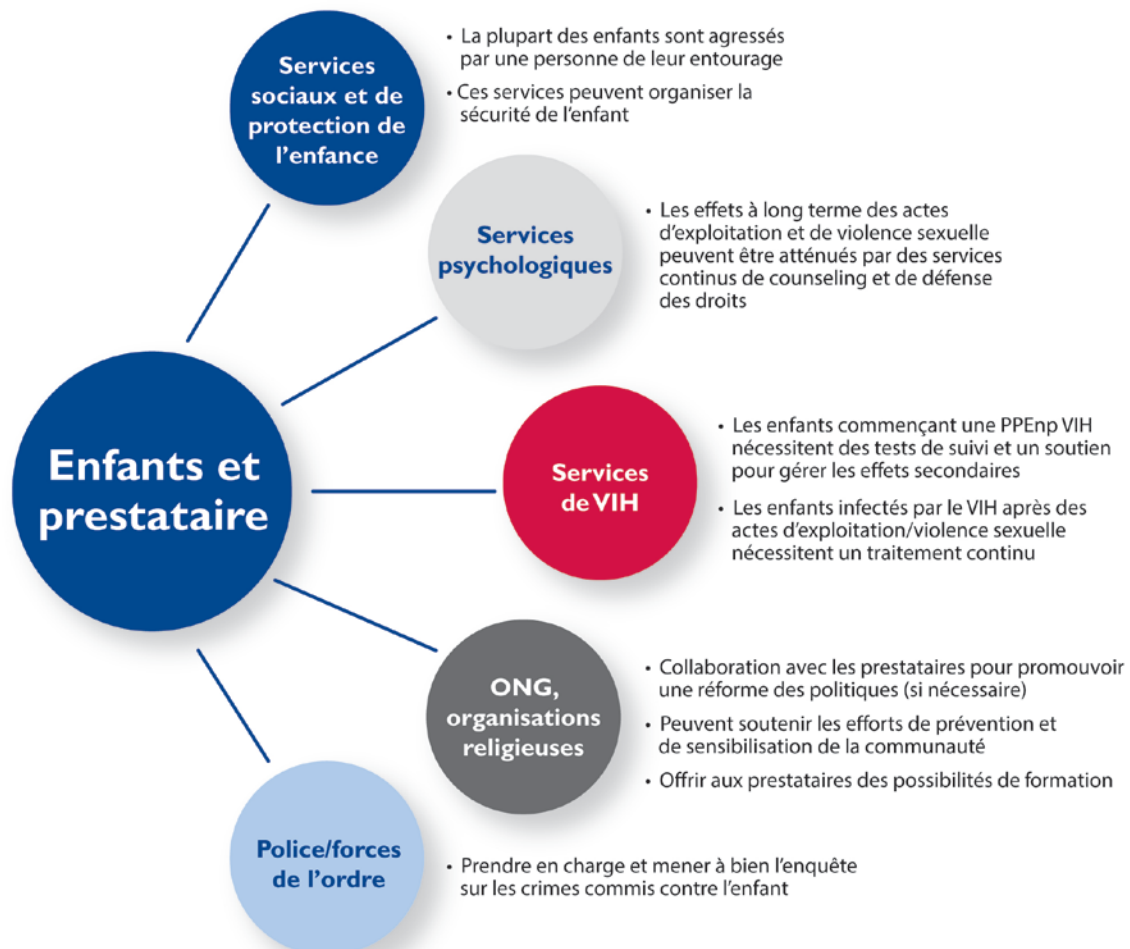 Services
sociaux et de
protection de
l'enfance
• La plupart des enfants sont agressés
par une personne de leur entourage
• Ces services peuvent organiser la
sécurité de l'enfant
Services
psychologiques
• Les effets à long terme des actes
d'exploitation et de violence sexuelle
peuvent être atténués par des services
continus de counseling et de défense
des droits
Enfants et
prestataire
Services
de VIH
• Les enfants commençant une PPEnp VIH
nécessitent des tests de suivi et un soutien
pour gérer les effets secondaires
• Les enfants infectés par le VIH après des
actes d'exploitation/violence sexuelle
nécessitent un traitement continu
ONG,
organisations
religieuses
• Collaboration avec les prestataires pour promouvoir
une réforme des politiques (si nécessaire)
• Peuvent soutenir les efforts de prévention et
de sensibilisation de la communauté
• Offrir aux prestataires des possibilités de formation
Police/forces
de l'ordre
• Prendre en charge et mener à bien l'enquête
sur les crimes commis contre l'enfant